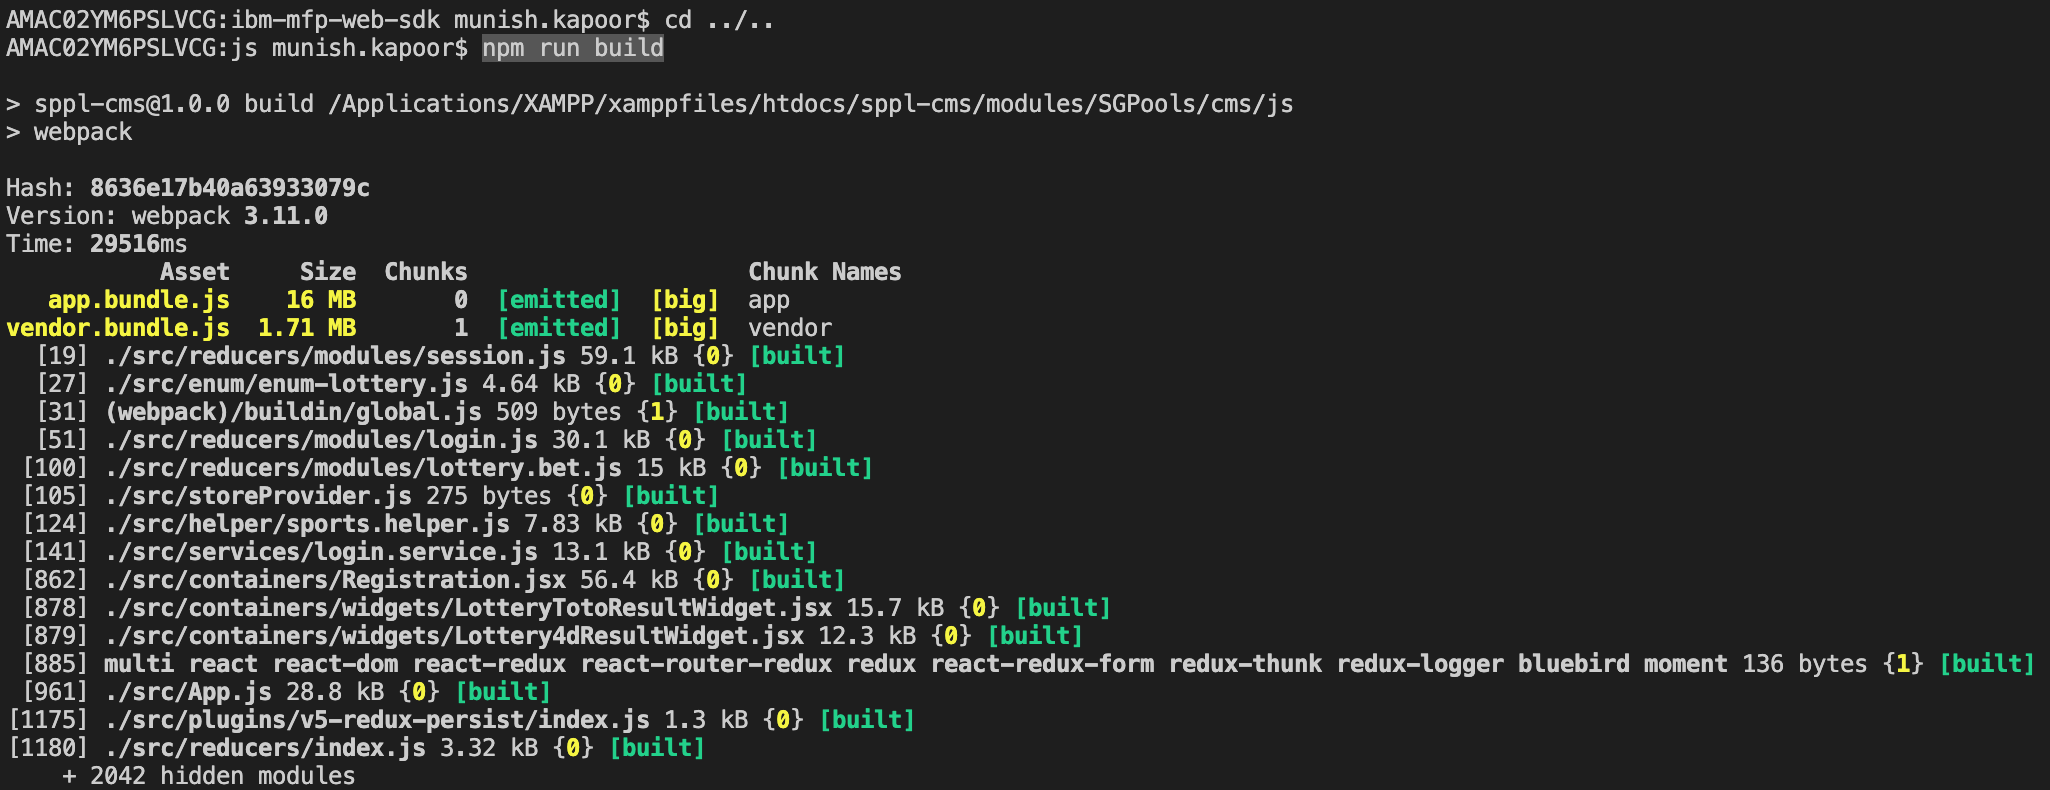 AMAC02YM6PSLVCG:ibm-mfp-web-sdk munish.kapoor$ cd ../..
AMAC02YM6PSLVCG:js munish.kapoor$ npm run build
> sppl-cms@1.0.0 build /Applications/XAMPP/xamppfiles/htdocs/sppl-cms/modules/SGPools/cms/js
> webpack
Hash: 8636e17b40a63933079c
Version: webpack 3.11.0
Time: 29516ms
Asset Size Chunks Chunk Names
app.bundle.js 16 MB 0 [emitted] [big] app
vendor.bundle.js 1.71 MB 1 [emitted] [big] vendor
[19] ./src/reducers/modules/session.js 59.1 kB {0} [built]
[27] ./src/enum/enum-lottery.js 4.64 kB {0} [built]
[31] (webpack)/buildin/global.js 509 bytes {1} [built]
[51] ./src/reducers/modules/login.js 30.1 kB {0} [built]
[100] ./src/reducers/modules/lottery.bet.js 15 kB {0} [built]
[105] ./src/storeProvider.js 275 bytes {0} [built]
[124] ./src/helper/sports.helper.js 7.83 kB {0} [built]
[141] ./src/services/login.service.js 13.1 kB {0} [built]
[862] ./src/containers/Registration.jsx 56.4 kB {0} [built]
[878] ./src/containers/widgets/LotteryTotoResultWidget.jsx 15.7 kB {0} [built]
[879] ./src/containers/widgets/Lottery4dResultWidget.jsx 12.3 kB {0} [built]
[885] multi react react-dom react-redux react-router-redux redux react-redux-form redux-thunk redux-logger bluebird moment 136 bytes {1} [built]
[961] ./src/App.js 28.8 kB {0} [built]
[1175] ./src/plugins/v5-redux-persist/index.js 1.3 kB {0} [built]
[1180] ./src/reducers/index.js 3.32 kB {0} [built]
+ 2042 hidden modules